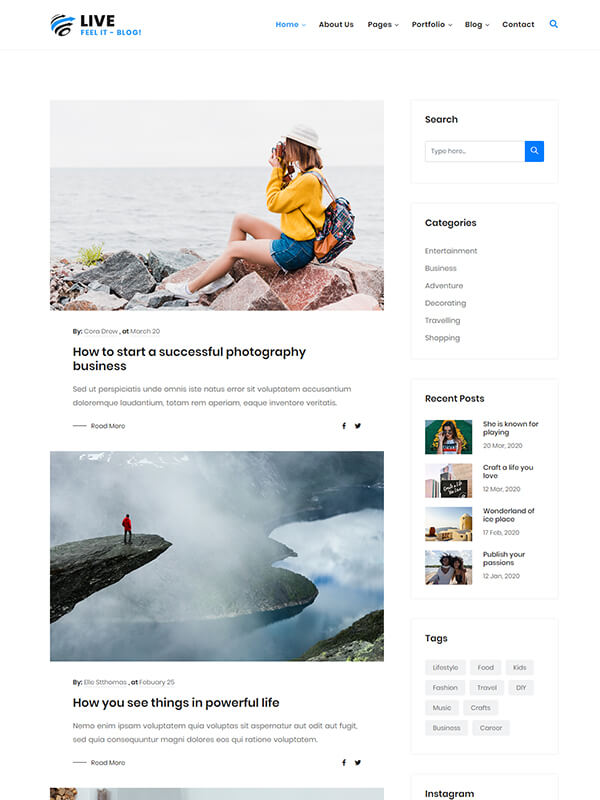 LIVE
FEEL IT - BLOG!
Home About Us Pages Portfolio Blog Contact
By: Cora Drew , at March 20
How to start a successful photography
business
Sed ut perspiciatis unde omnis iste natus error sit voluptatem accusantium
doloremque laudantium, totam rem aperiam, eaque inventore veritatis.
Read More
By: Elle Stthomas , at Febuary 25
How you see things in powerful life
Nemo enim ipsam voluptatem quia voluptas sit aspernatur aut odit aut fugit,
sed quia consequuntur magni dolores eos qui ratione voluptatem.
Read More
Search
Type here...
Categories
Entertainment
Business
Adventure
Decorating
Travelling
Shopping
Recent Posts
She is known for
playing
20 Mar, 2020
Craft a life you
love
12 Mar, 2020
Wonderland of
ice place
17 Feb, 2020
Publish your
passions
12 Jan, 2020
Tags
Lifestyle Food Kids
Fashion Travel DIY
Music Crafts
Business Career
Instagram